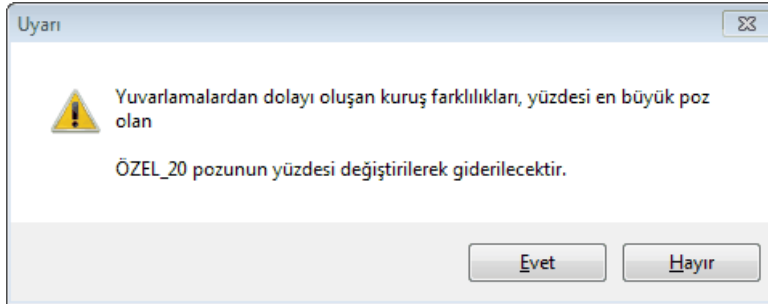 Uyarı
Yuvarlamalardan dolayı oluşan kuruş farklılıkları, yüzdesi en büyük poz
olan
ÖZEL_20 pozunun yüzdesi değiştirilerek giderilecektir.
Evet
Hayır